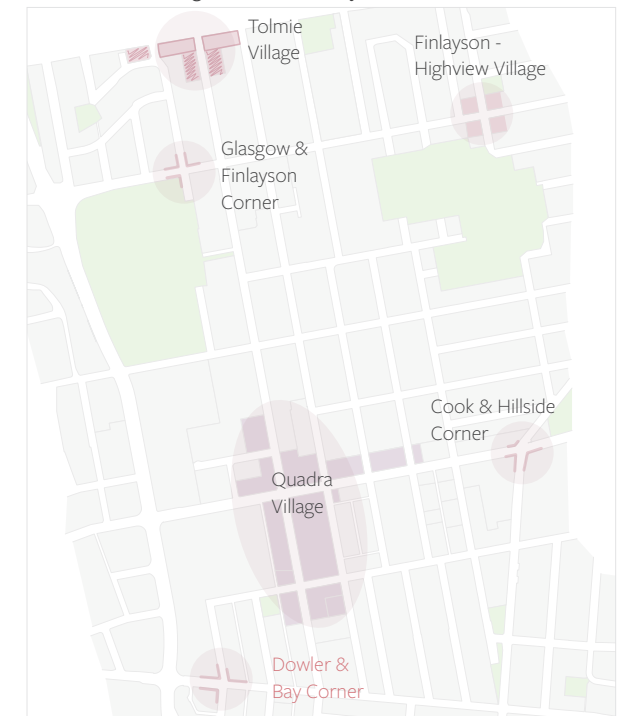 Tolmie
Village
Finlayson -
Highview Village
Glasgow &
Finlayson
Corner
Cook & Hillside
Corner
Quadra
Village
Dowler &
Bay Corner